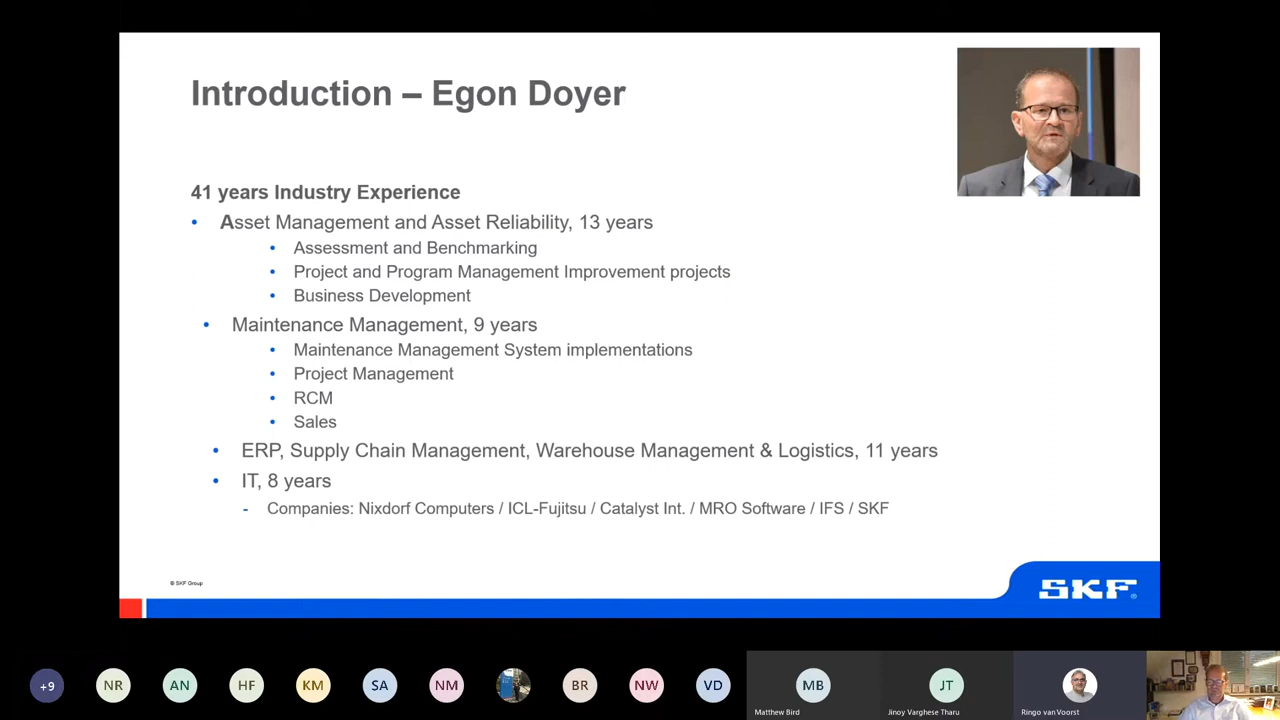 Introduction – Egon Doyer
41 years Industry Experience
• Asset Management and Asset Reliability, 13 years
• Assessment and Benchmarking
• Project and Program Management Improvement projects
• Business Development
• Maintenance Management, 9 years
• Maintenance Management System implementations
• Project Management
• RCM
• Sales
• ERP, Supply Chain Management, Warehouse Management & Logistics, 11 years
• IT, 8 years
- Companies: Nixdorf Computers / ICL-Fujitsu / Catalyst Int. / MRO Software / IFS / SKF
© SKF Group
SKF®
+9 NR AN HF KM SA NM BR NW VD MB JT
Matthew Bird Jinoy Varghese Tharu Ringo van Voorst